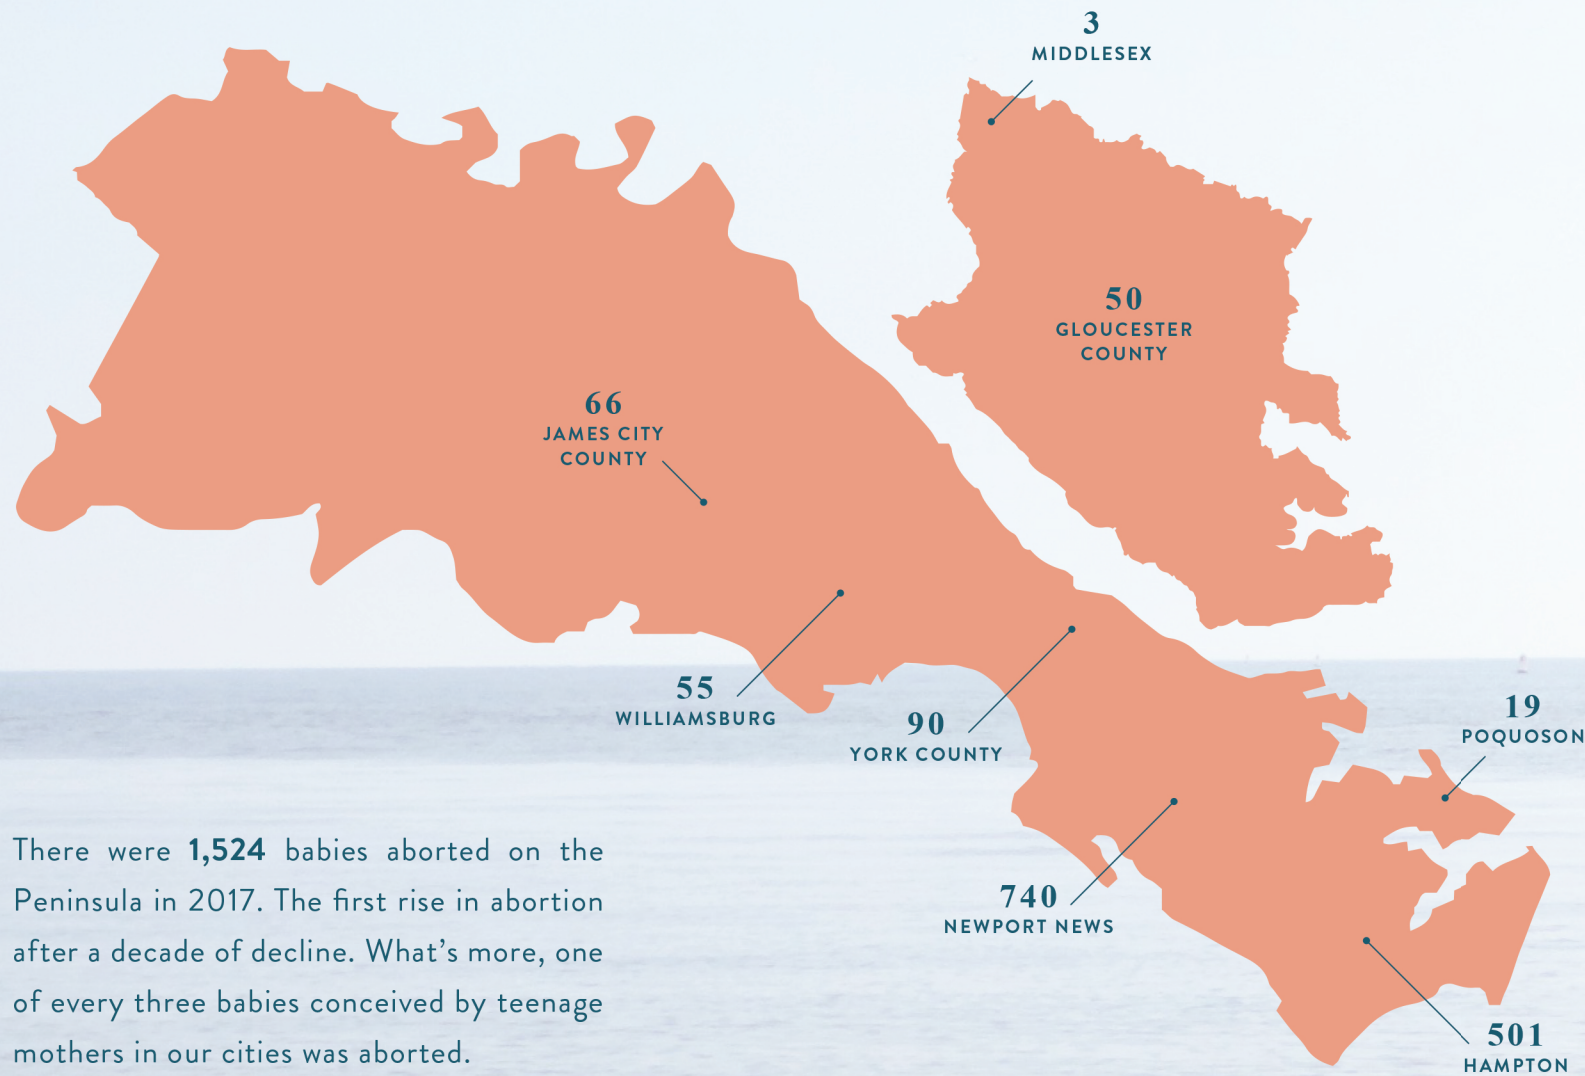 3
MIDDLESEX
50
GLOUCESTER
COUNTY
66
JAMES CITY
COUNTY
55
WILLIAMSBURG
90
YORK COUNTY
19
POQUOSON
740
NEWPORT NEWS
501
HAMPTON
There were 1,524 babies aborted on the
Peninsula in 2017. The first rise in abortion
after a decade of decline. What’s more, one
of every three babies conceived by teenage
mothers in our cities was aborted.